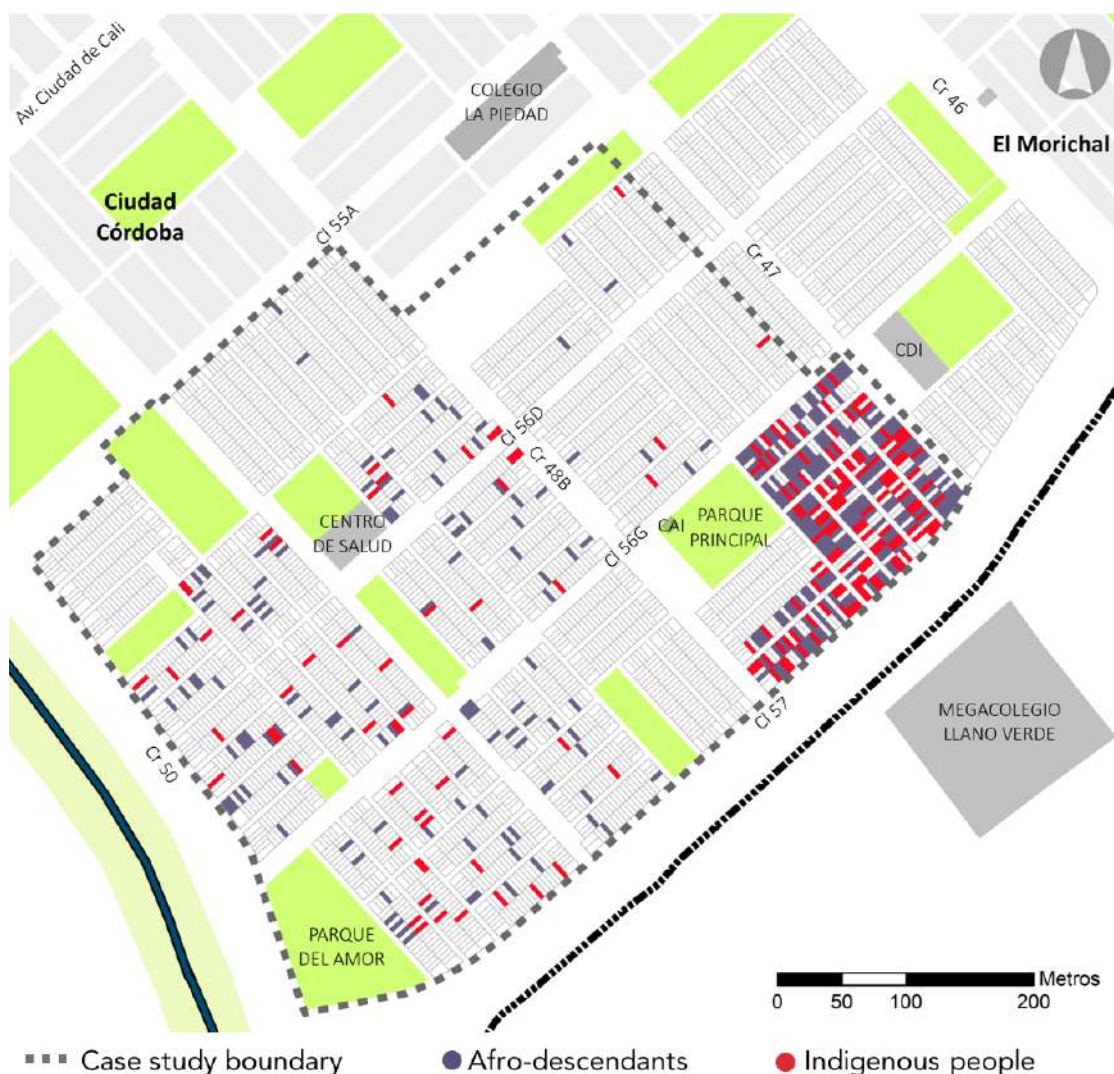 Av. Ciudad de Cali
COLEGIO
LA PIEDAD
Cr 46
El Morichal
Ciudad
Córdoba
Cl 55A
Cr 47
CDI
Cl 56D
Cr 48B
CENTRO
DE SALUD
CAI
PARQUE
PRINCIPAL
Cl 56G
Cl 57
MEGACOLEGIO
LLANO VERDE
Cr 50
PARQUE
DEL AMOR
Metros
0 50 100 200
Case study boundary
Afro-descendants
Indigenous people